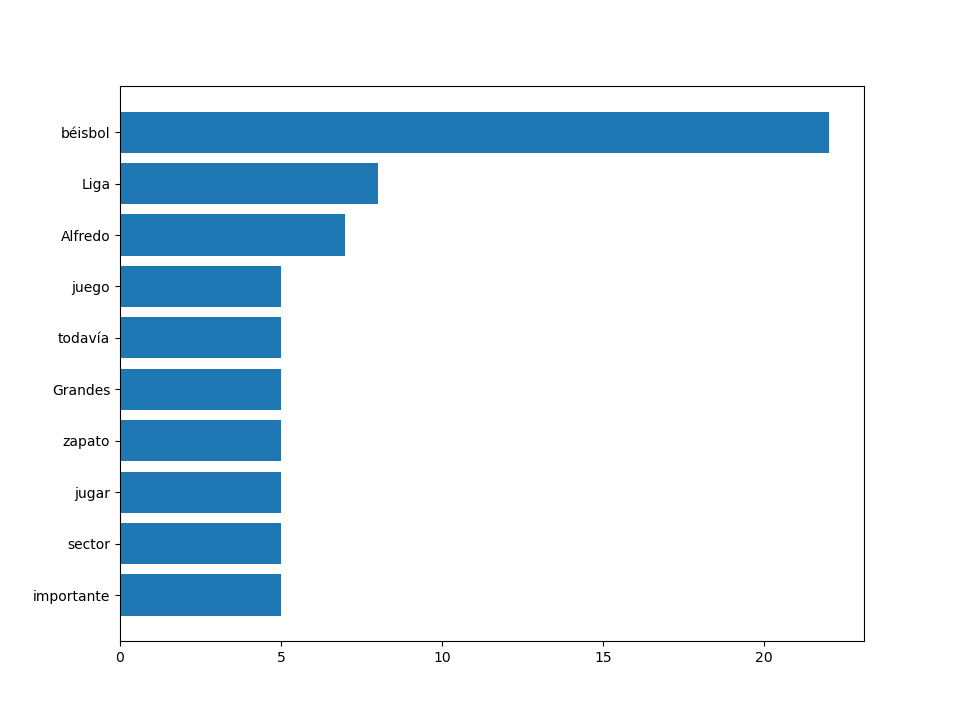 béisbol
Liga
Alfredo
juego
todavía
Grandes
zapato
jugar
sector
importante
0 5 10 15 20